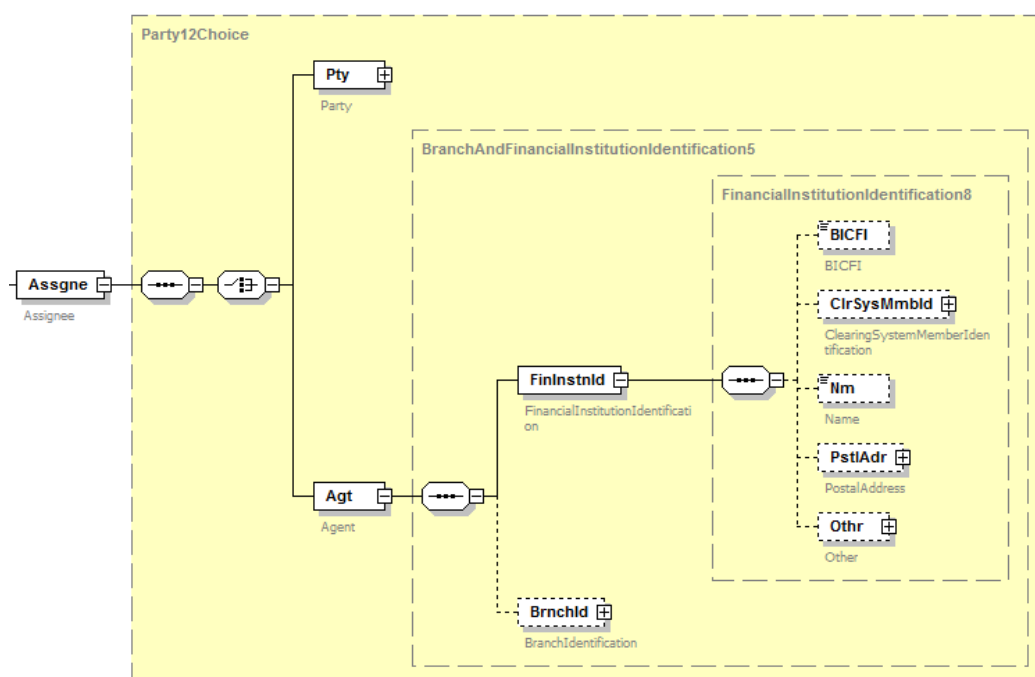 Party12Choice
Pty
Party
BranchAndFinancialInstitutionIdentification5
FinancialInstitutionIdentification8
BICFI
BICFI
Assgne
Assignee
ClrSysMmbId
ClearingSystemMemberIden
tification
FinInstnId
FinancialInstitutionIdentificati
on
Nm
Name
PstlAdr
PostalAddress
Agt
Agent
Othr
Other
BrnchId
BranchIdentification